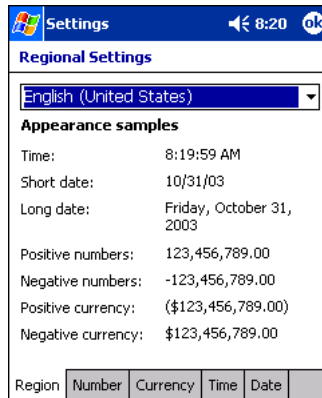 Settings 8:20 ok
Regional Settings
English (United States)
Appearance samples
Time: 8:19:59 AM
Short date: 10/31/03
Long date: Friday, October 31,
2003
Positive numbers: 123,456,789.00
Negative numbers: -123,456,789.00
Positive currency: ($123,456,789.00)
Negative currency: $123,456,789.00
Region Number Currency Time Date